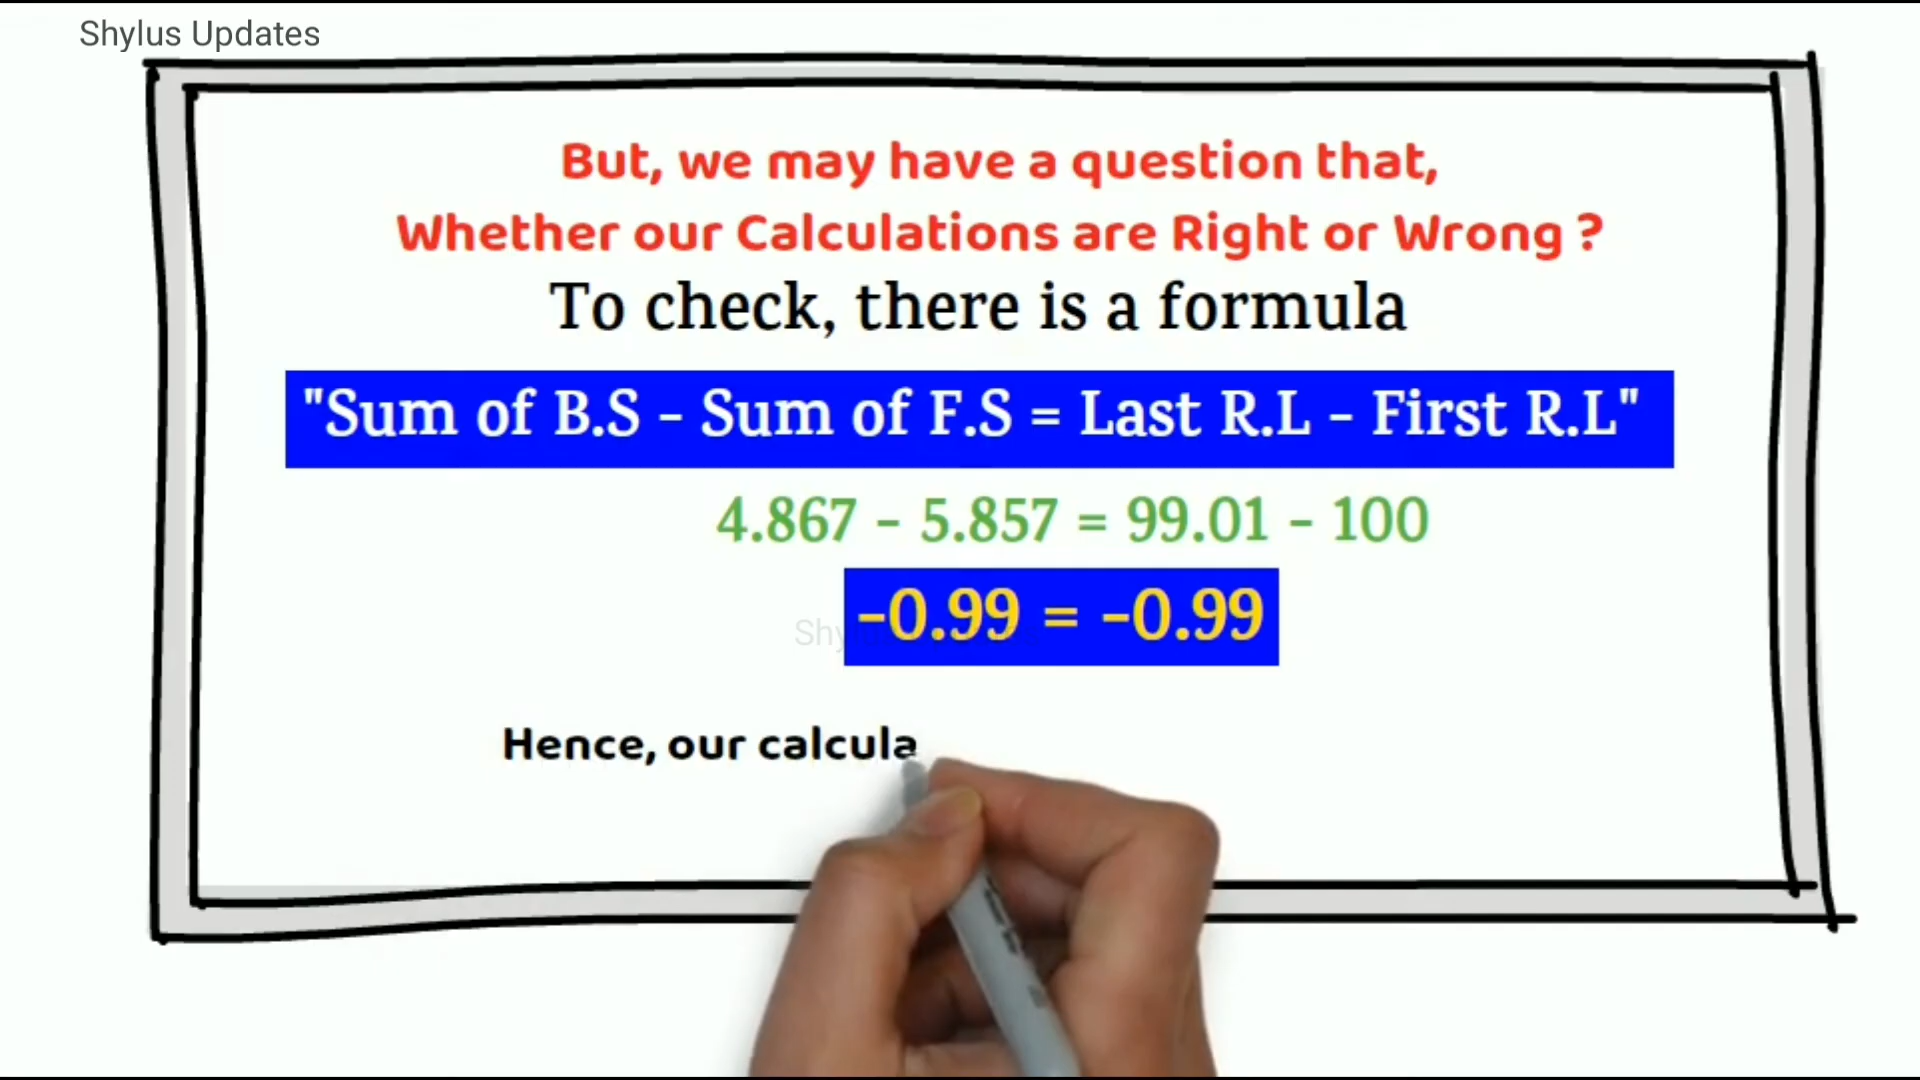 Shylus Updates
But, we may have a question that,
Whether our Calculations are Right or Wrong ?
To check, there is a formula
"Sum of B.S - Sum of F.S = Last R.L - First R.L"
4.867 - 5.857 = 99.01 - 100
-0.99 = -0.99
Shy
Hence, our calcula